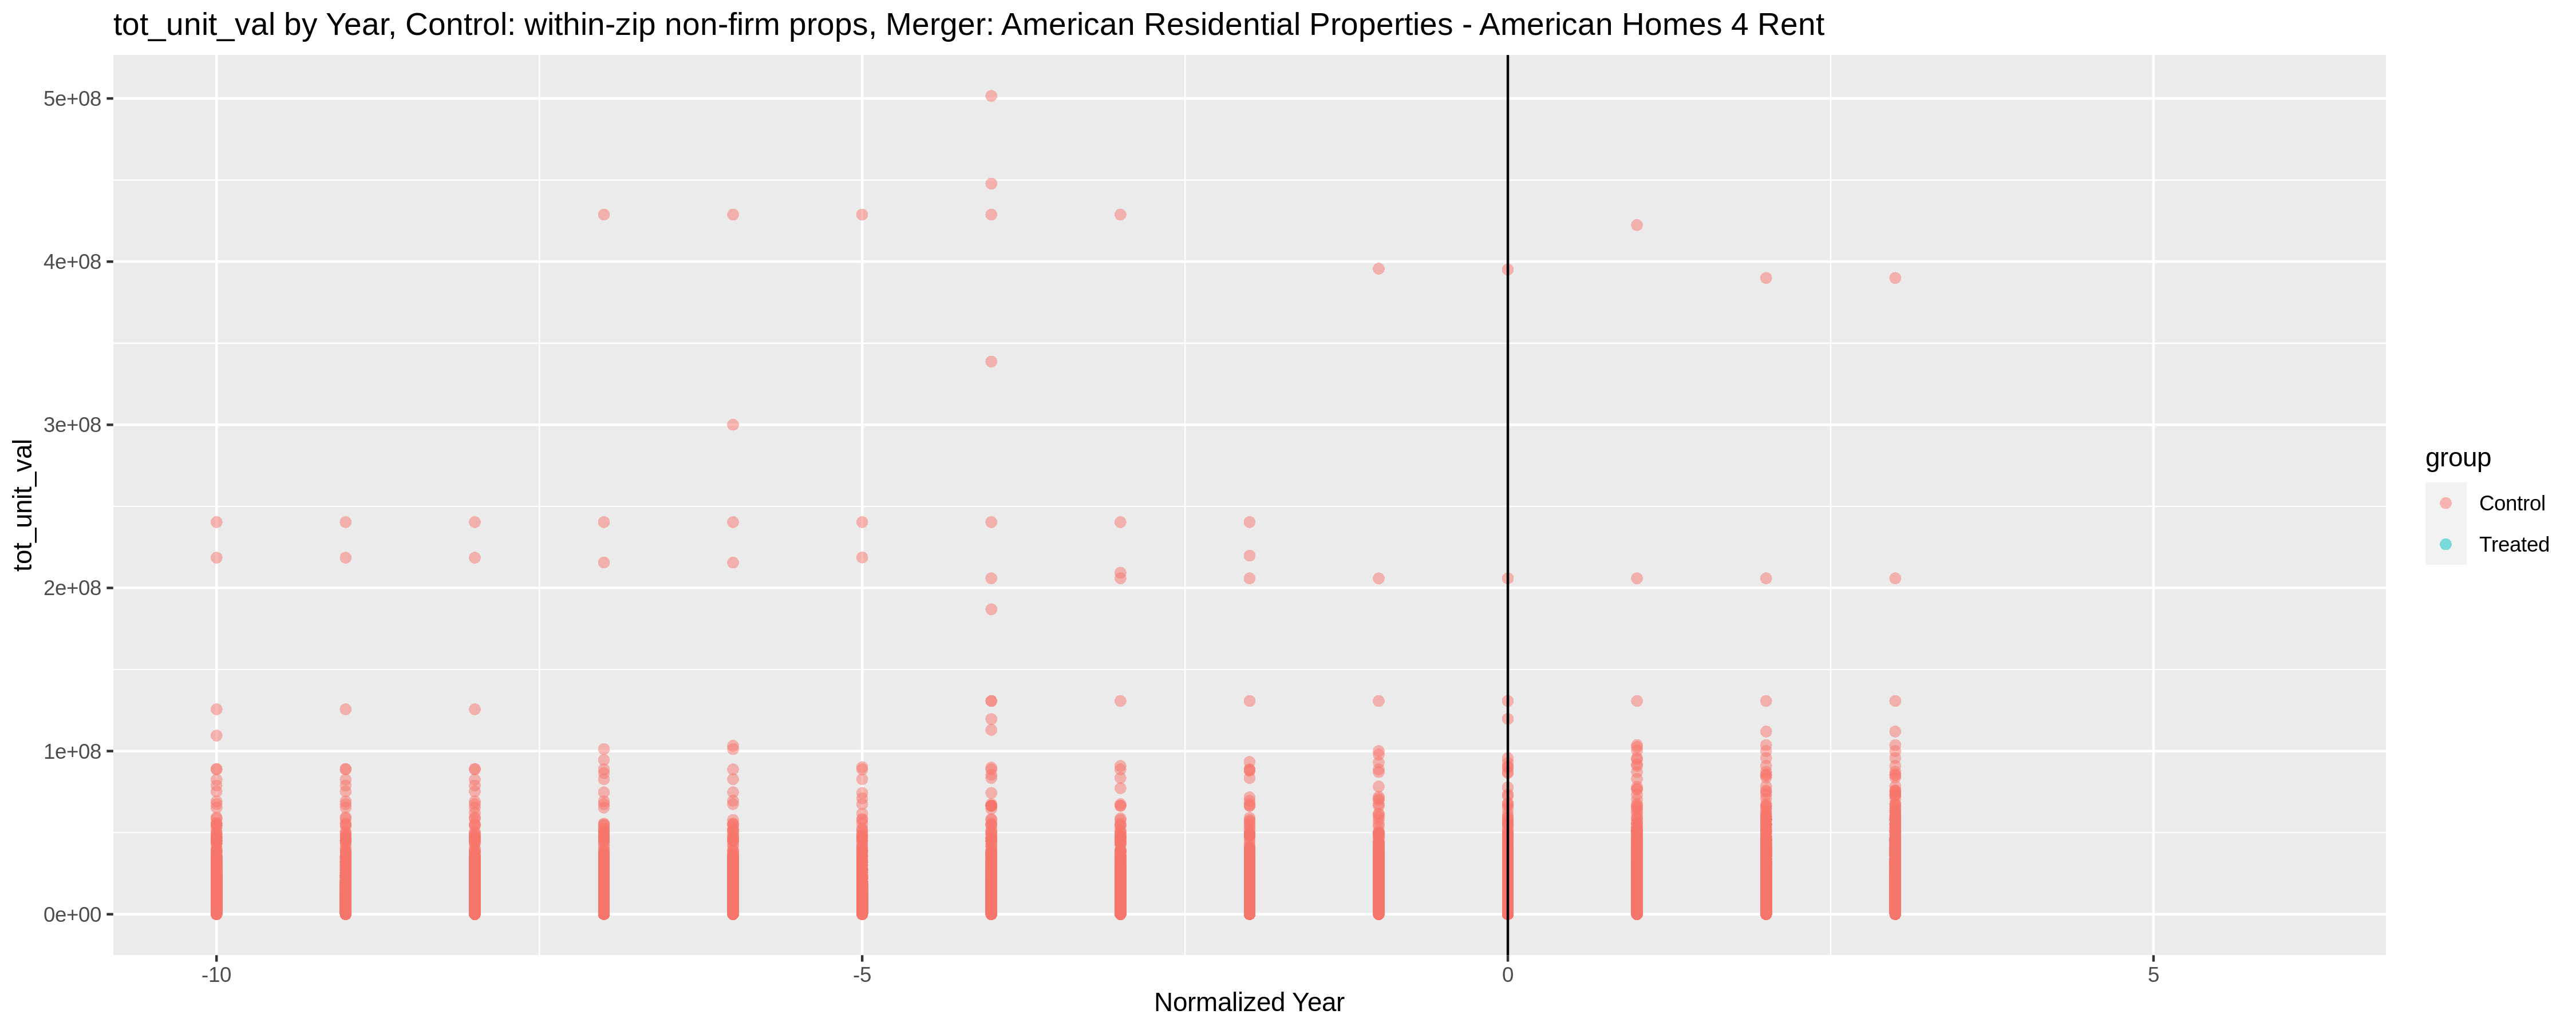 tot_unit_val by Year, Control: within-zip non-firm props, Merger: American Residential Properties - American Homes 4 Rent
5e+08
4e+08
3e+08
2e+08
1e+08
0e+00
tot_unit_val
-10
-5
0
5
Normalized Year
group
Control
Treated